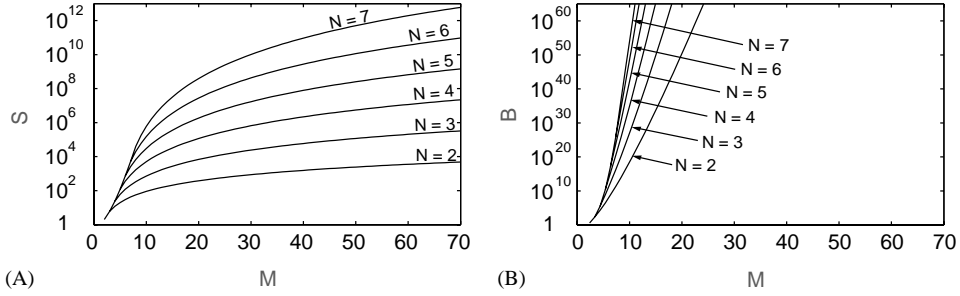 10^12
10^10
10^8
10^6
10^4
10^2
1
S
N = 7
N = 6
N = 5
N = 4
N = 3
N = 2
0 10 20 30 40 50 60 70
M
(A)
10^60
10^50
10^40
10^30
10^20
10^10
1
B
N = 7
N = 6
N = 5
N = 4
N = 3
N = 2
0 10 20 30 40 50 60 70
M
(B)